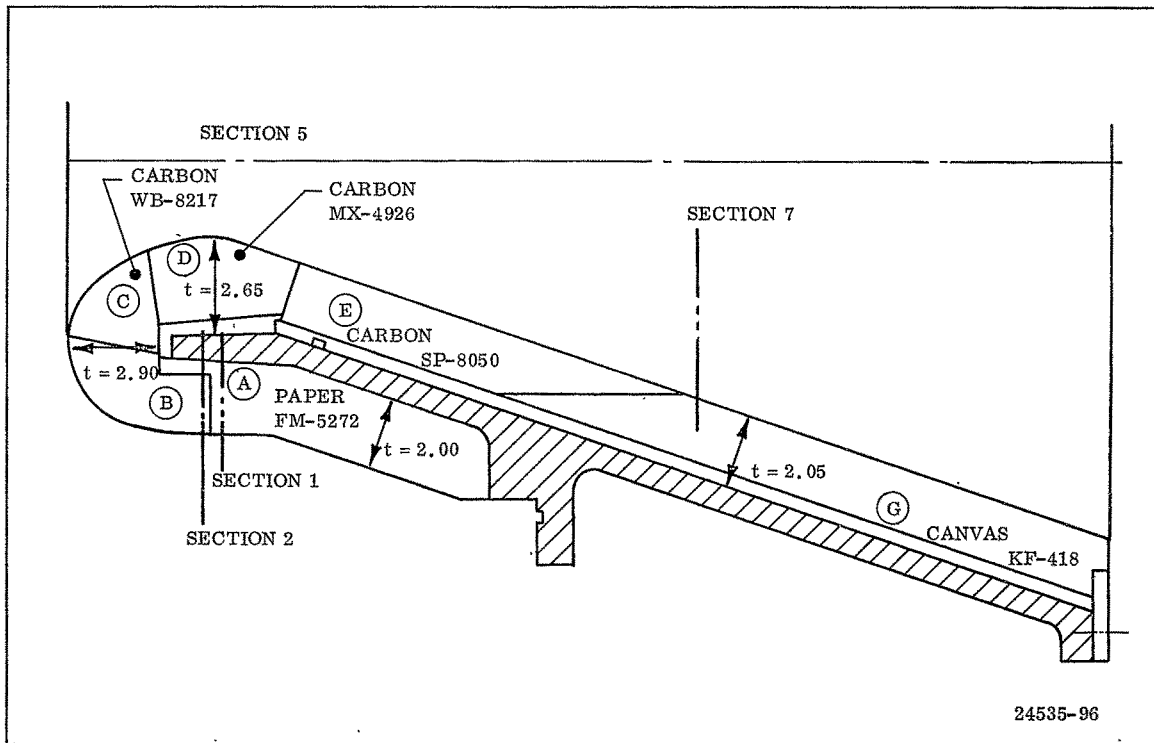 SECTION 5
CARBON
WB-8217
CARBON
MX-4926
SECTION 7
D
C
t = 2.65
E
CARBON
SP-8050
t = 2.90
A
B
PAPER
FM-5272
t = 2.00
t = 2.05
SECTION 1
SECTION 2
G
CANVAS
KF-418
24535-96